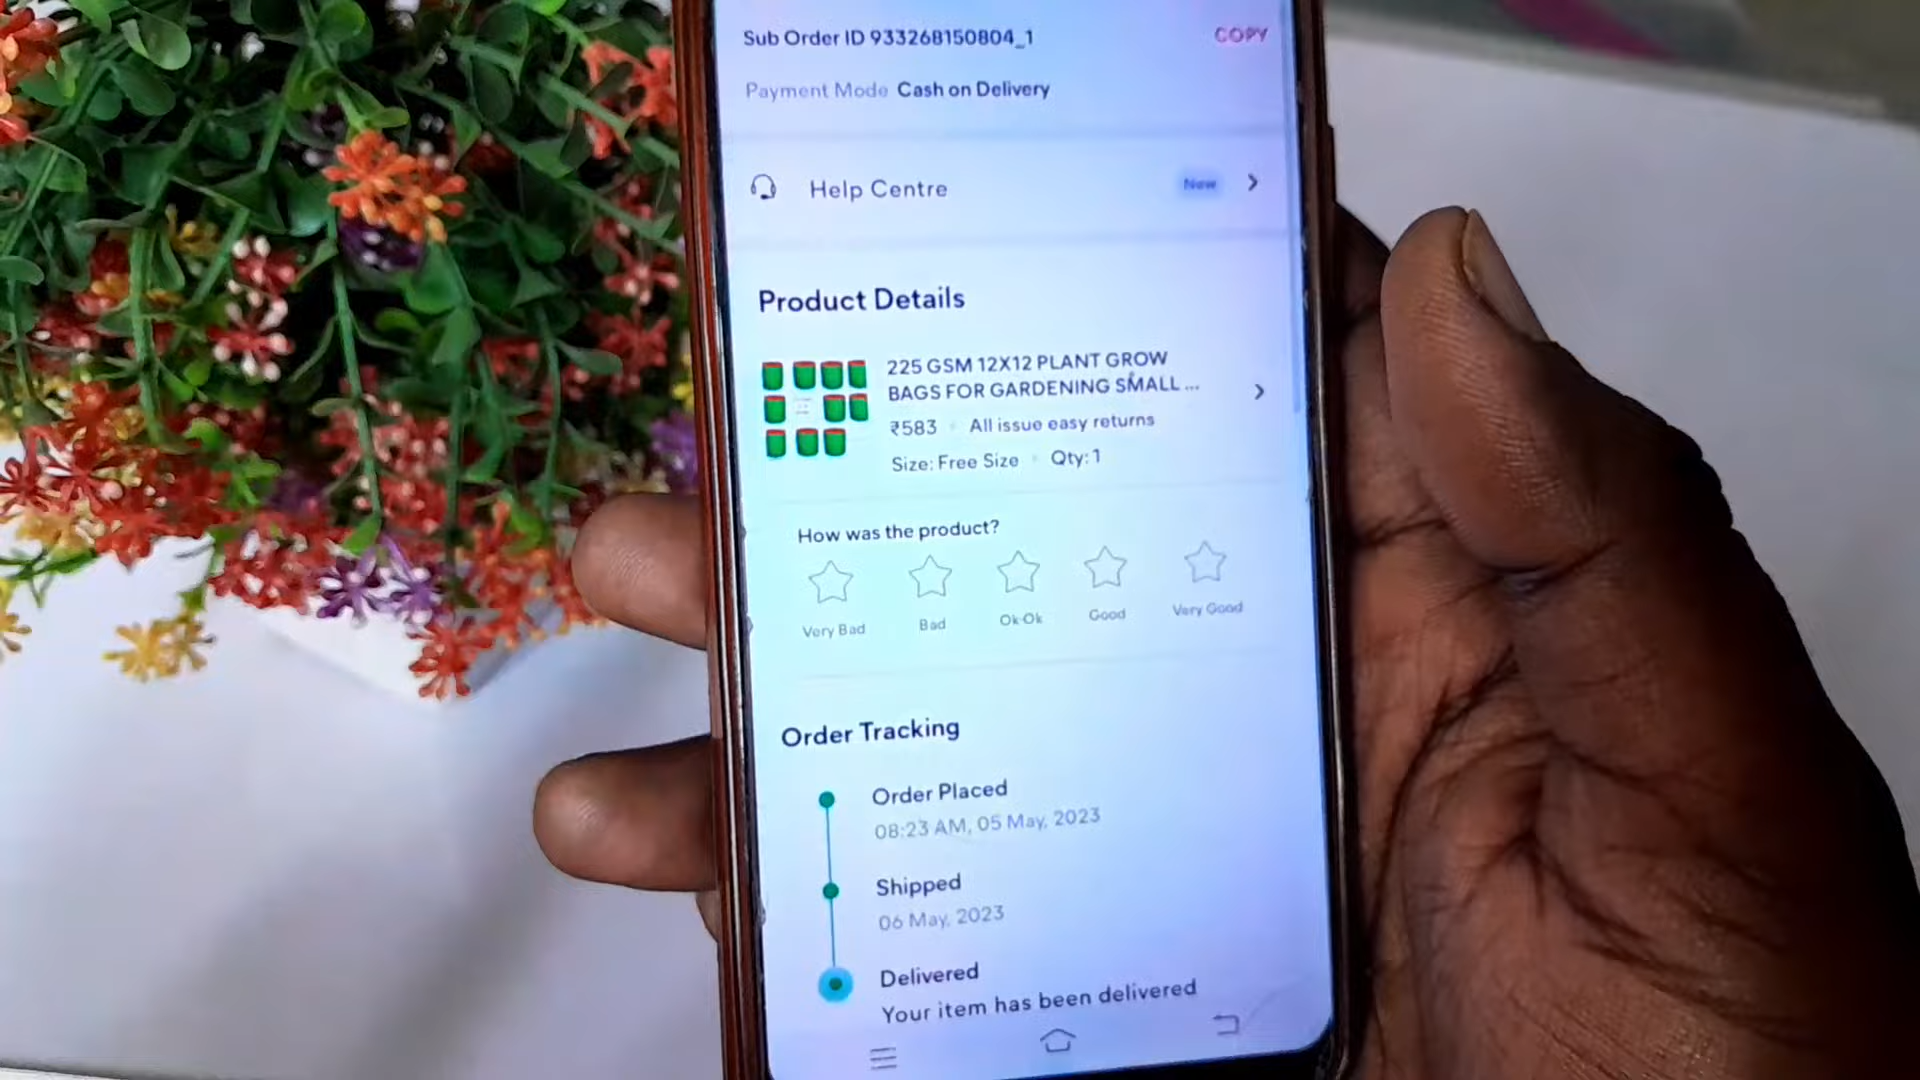 Sub Order ID 933268150804_1 COPY
Payment Mode Cash on Delivery
Help Centre New
Product Details
225 GSM 12X12 PLANT GROW
BAGS FOR GARDENING SMALL ...
₹583 • All issue easy returns
Size: Free Size • Qty: 1
How was the product?
Very Bad Bad Ok-Ok Good Very Good
Order Tracking
Order Placed
08:23 AM, 05 May, 2023
Shipped
06 May, 2023
Delivered
Your item has been delivered